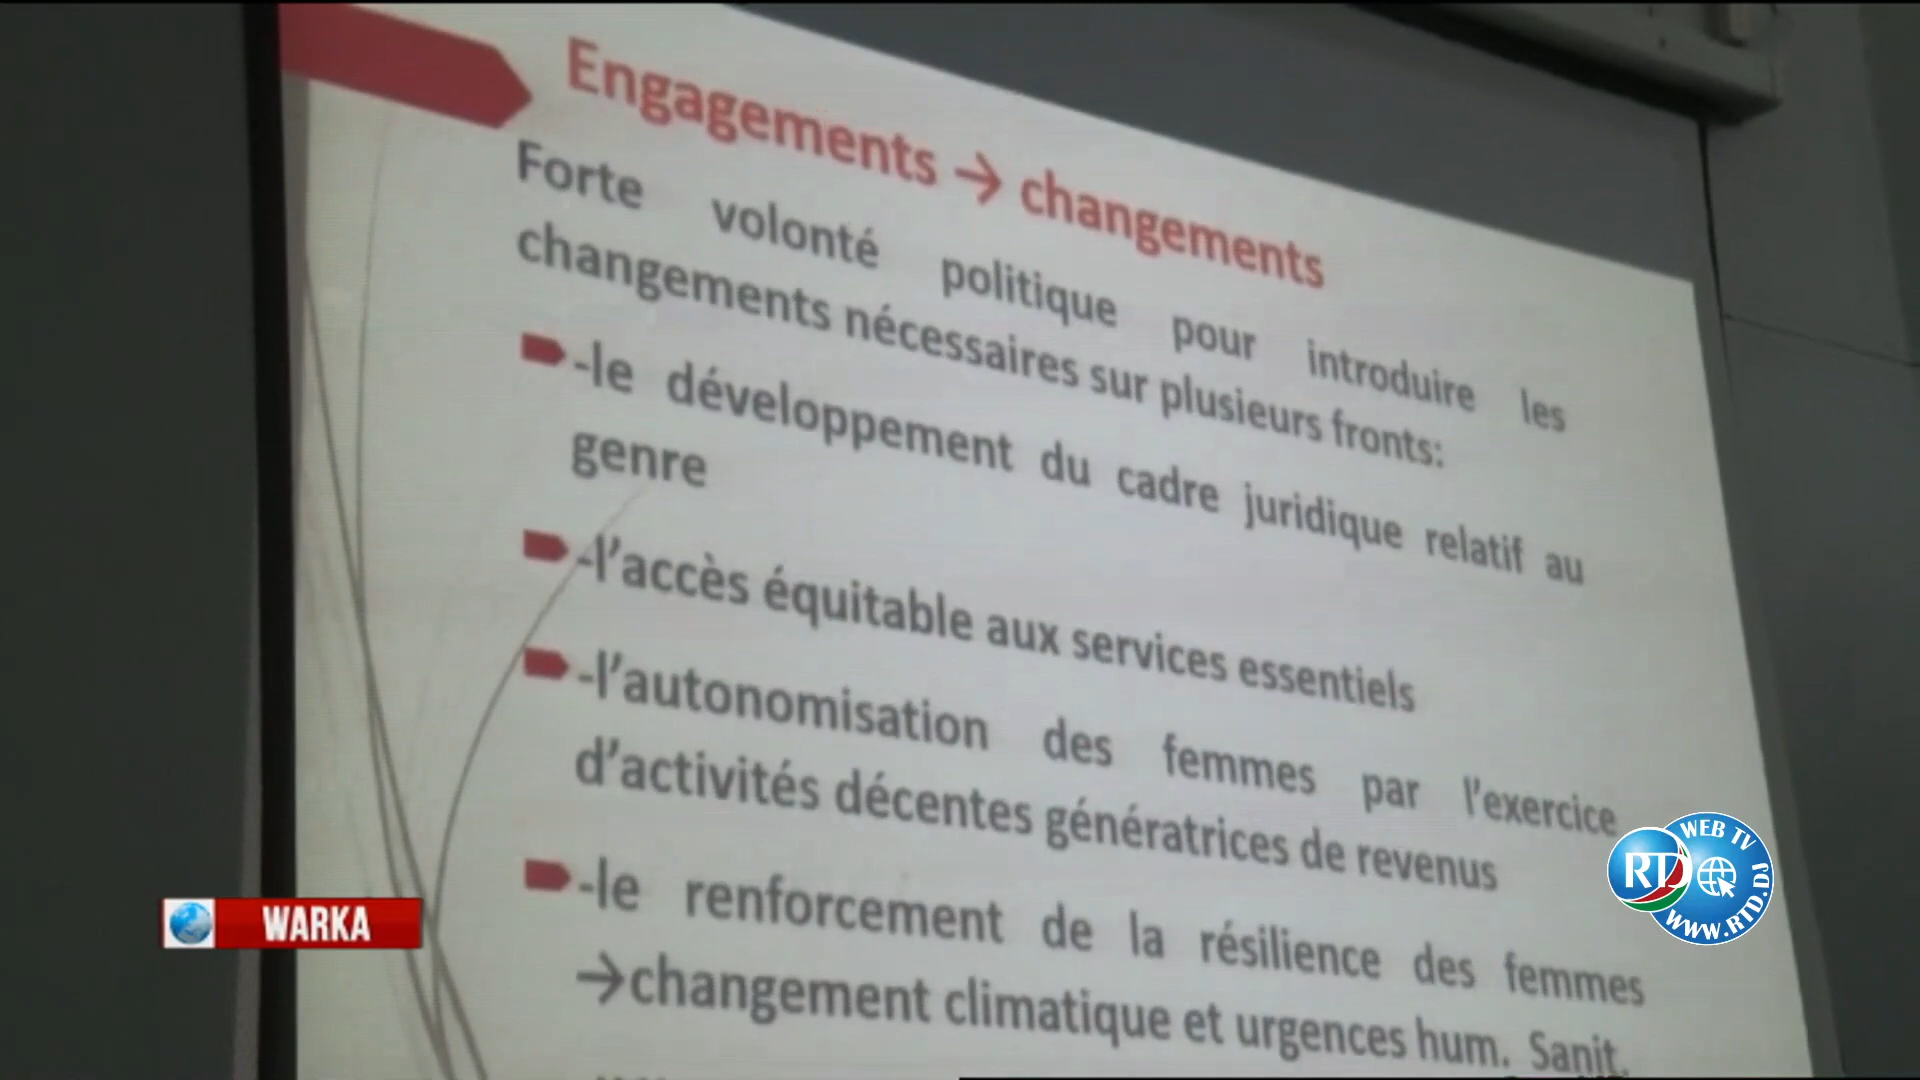 Engagements → changements
Forte volonté politique pour introduire les
changements nécessaires sur plusieurs fronts:
-le développement du cadre juridique relatif au
genre
-l’accès équitable aux services essentiels
-l’autonomisation des femmes par l’exercice
d’activités décentes génératrices de revenus
-le renforcement de la résilience des femmes
→changement climatique et urgences hum. Sanit.
WARKA
RTD
WEB TV
WWW.RTD.DJ